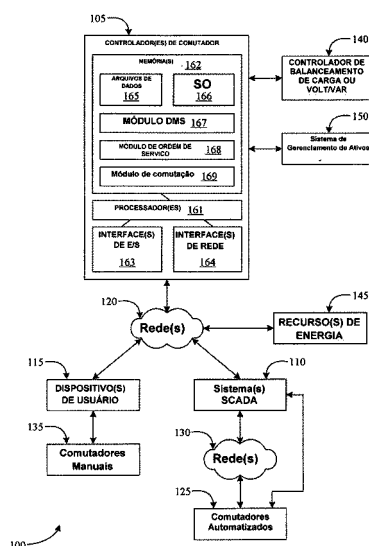 105
CONTROLADOR(ES) DE COMUTADOR
MEMÓRIA(S) 162
ARQUIVOS DE
DADOS
165
SO
166
MÓDULO DMS 167
MÓDULO DE ORDEM DE
SERVICO 168
Módulo de comutação 169
PROCESSADOR(ES) 161
INTERFACE(S)
DE E/S
163
INTERFACE(S)
DE REDE
164
140
CONTROLADOR DE
BALANCEAMENTO
DE CARGA OU
VOLT/VAR
150
Sistema de
Gerenciamento de Ativos
120
Rede(s)
145
RECURSO(S) DE
ENERGIA
115
DISPOSITIVO(S)
DE USUÁRIO
110
Sistema(s)
SCADA
135
Comutadores
Manuais
130
Rede(s)
125
Comutadores
Automatizados
100